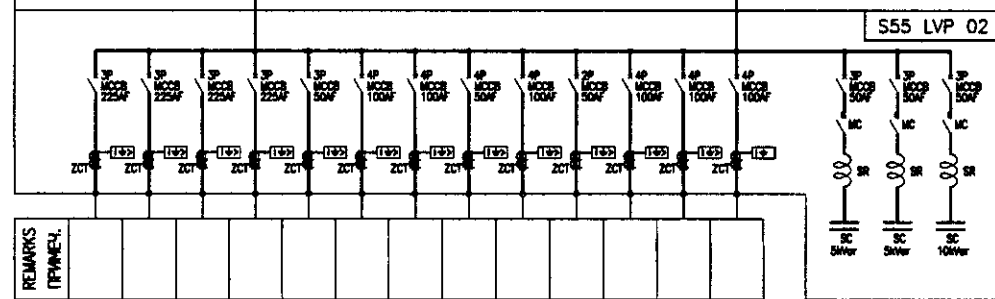 S55 LVP 02
3P 3P 3P 3P 3P 4P 4P 4P 4P 2P 4P 4P 4P 3P 3P 3P
MCCB MCCB MCCB MCCB MCCB MCCB MCCB MCCB MCCB MCCB MCCB MCCB MCCB MCCB MCCB MCCB
225AF 225AF 225AF 225AF 50AF 100AF 100AF 50AF 100AF 50AF 100AF 100AF 100AF 50AF 50AF 50AF
MC MC MC
ZCT ZCT ZCT ZCT ZCT ZCT ZCT ZCT ZCT ZCT ZCT ZCT ZCT SR SR SR
SC SC SC
5kVar 5kVar 10kVar
REMARKS
ПРИМЕЧ.